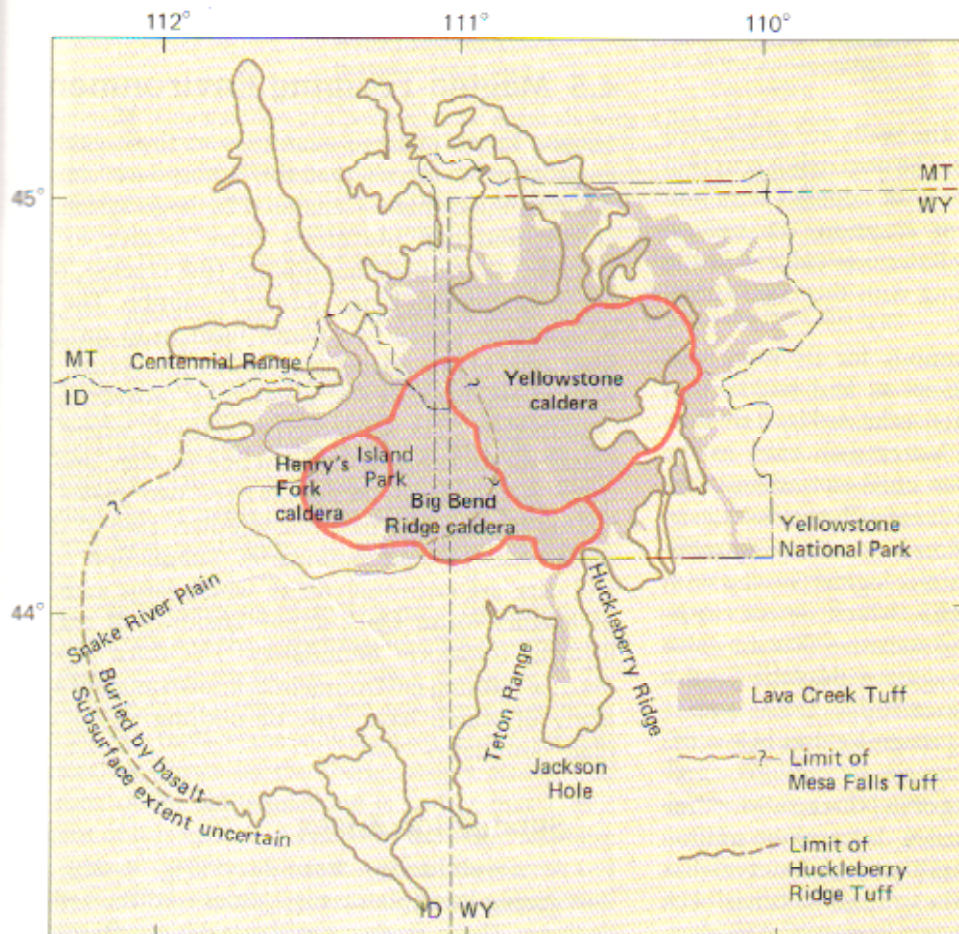 112°
111°
110°
45°
MT
WY
MT
ID
Centennial Range
Yellowstone
caldera
Henry's
Fork
caldera
Island
Park
Big Bend
Ridge caldera
?
?
Yellowstone
National Park
44°
Snake River Plain
Buried by basalt
Subsurface extent uncertain
Teton Range
Huckleberry Ridge
Jackson
Hole
Lava Creek Tuff
?
Limit of
Mesa Falls Tuff
Limit of
Huckleberry
Ridge Tuff
ID
WY